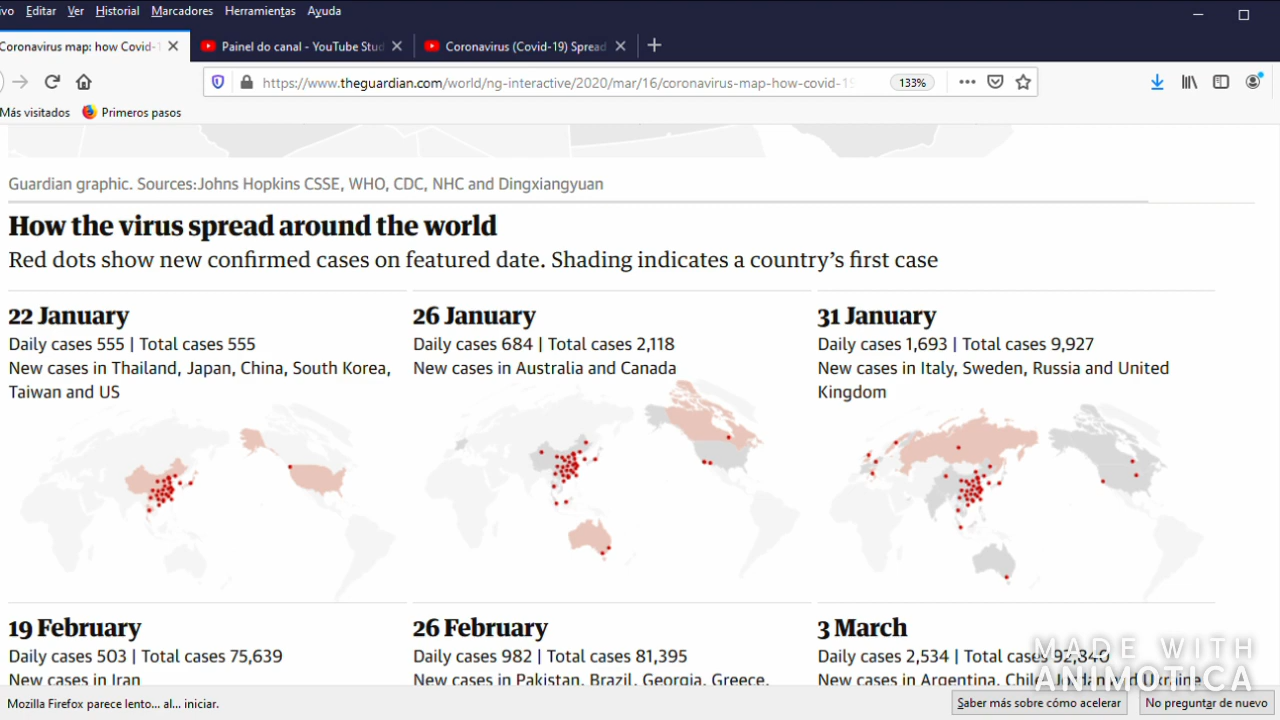 ivo Editar Ver Historial Marcadores Herramientas Ayuda
Coronavirus map: how Covid-1 Painel do canal - YouTube Stud Coronavirus (Covid-19) Spread
https://www.theguardian.com/world/ng-interactive/2020/mar/16/coronavirus-map-how-covid-19 133%
Más visitados Primeros pasos
Guardian graphic. Sources:Johns Hopkins CSSE, WHO, CDC, NHC and Dingxiangyuan
How the virus spread around the world
Red dots show new confirmed cases on featured date. Shading indicates a country's first case
22 January
Daily cases 555 | Total cases 555
New cases in Thailand, Japan, China, South Korea,
Taiwan and US
26 January
Daily cases 684 | Total cases 2,118
New cases in Australia and Canada
31 January
Daily cases 1,693 | Total cases 9,927
New cases in Italy, Sweden, Russia and United
Kingdom
19 February
Daily cases 503 | Total cases 75,639
New cases in Iran
26 February
Daily cases 982 | Total cases 81,395
New cases in Pakistan, Brazil, Georgia, Greece,
3 March
Daily cases 2,534 | Total cases 92,840
New cases in Argentina, Chile, Jordan and Ukraine
MADE WITH
ANIMOTICA
Mozilla Firefox parece lento... al... iniciar.
Saber más sobre cómo acelerar No preguntar de nuevo